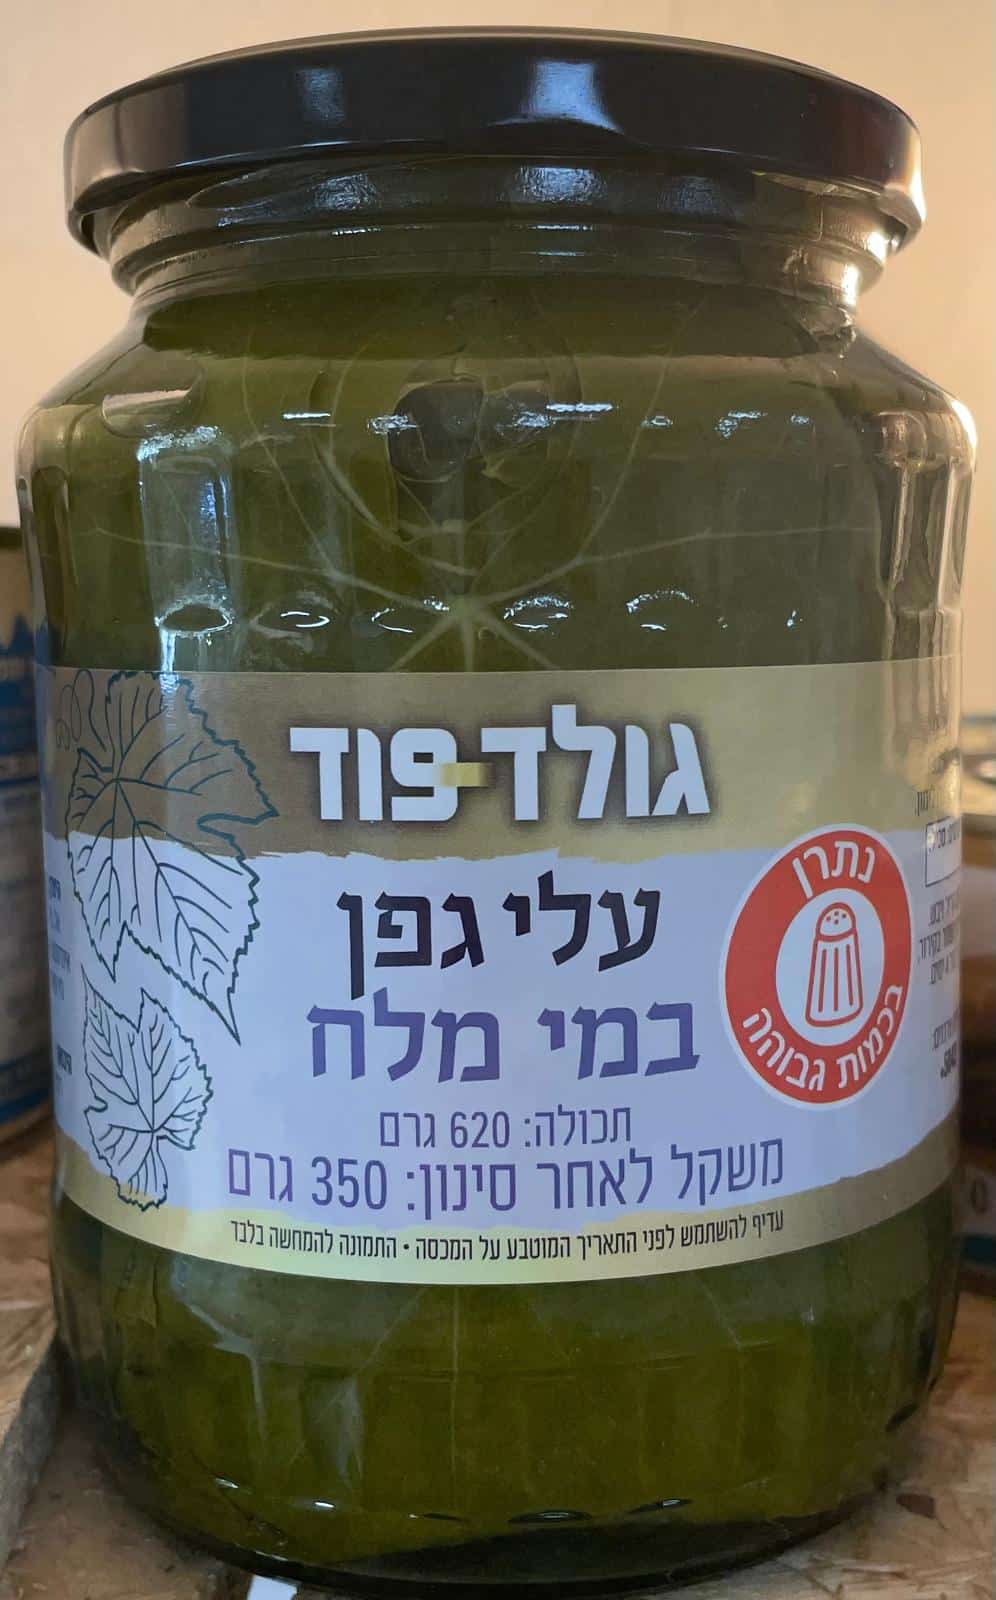 גולד-פוד
עלי גפן
במי מלח
תכולה: 620 גרם
משקל לאחר סינון: 350 גרם
עדיף להשתמש לפני התאריך המוטבע על המכסה • התמונה להמחשה בלבד
נתרן
בכמות גבוהה